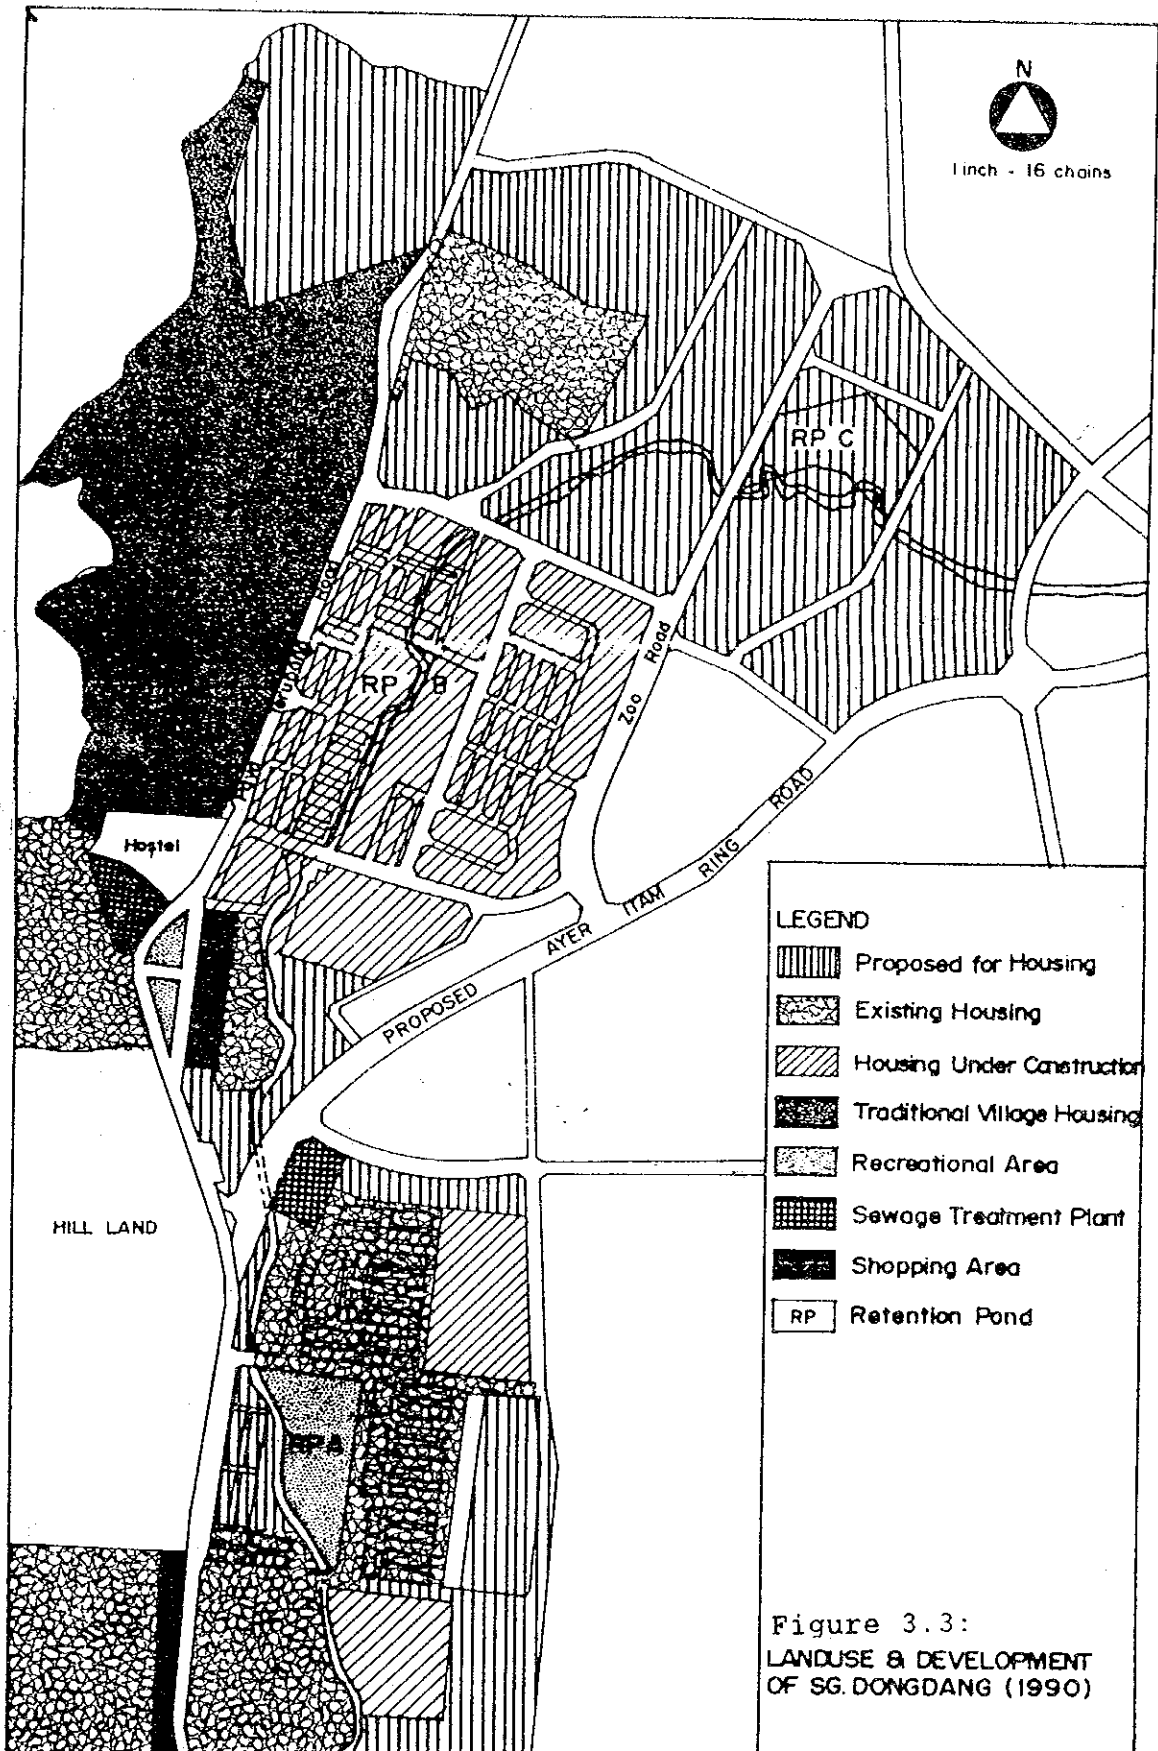 N
1 inch - 16 chains
RP C
Road
RP B
Zoo Road
Hostel
PROPOSED AYER ITAM RING ROAD
HILL LAND
RPA
LEGEND
Proposed for Housing
Existing Housing
Housing Under Construction
Traditional Village Housing
Recreational Area
Sewage Treatment Plant
Shopping Area
RP Retention Pond
Figure 3.3:
LANDUSE & DEVELOPMENT
OF SG. DONGDANG (1990)